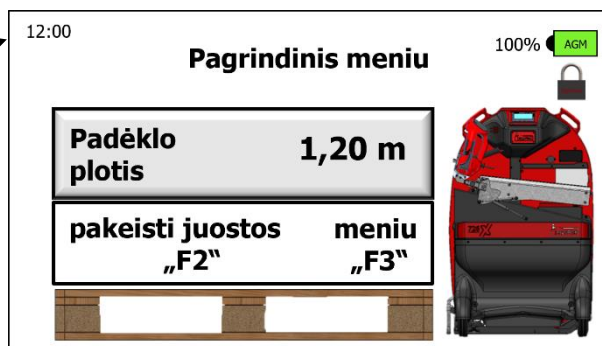 12:00
Pagrindinis meniu
100%
AGM
Padėklo
plotis
1,20 m
pakeisti juostos
„F2“
meniu
„F3“